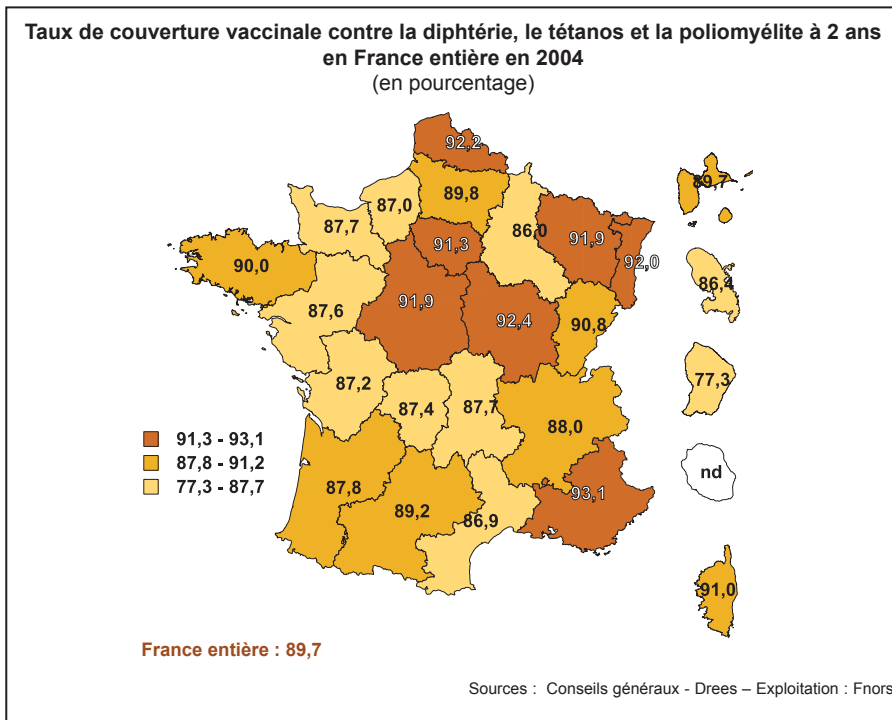 Taux de couverture vaccinale contre la diphtérie, le tétanos et la poliomyélite à 2 ans
en France entière en 2004
(en pourcentage)
92,2
89,7
89,8
87,0
87,7
86,0
91,3
91,9
92,0
90,0
86,4
87,6
91,9
92,4
90,8
87,2
87,4
87,7
88,0
77,3
91,3 - 93,1
87,8 - 91,2
77,3 - 87,7
nd
87,8
89,2
86,9
93,1
91,0
France entière : 89,7
Sources : Conseils généraux - Drees – Exploitation : Fnors